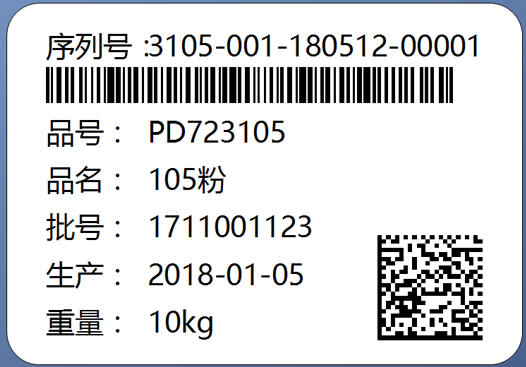 序列号：3105-001-180512-00001
品号： PD723105
品名： 105粉
批号： 1711001123
生产： 2018-01-05
重量： 10kg